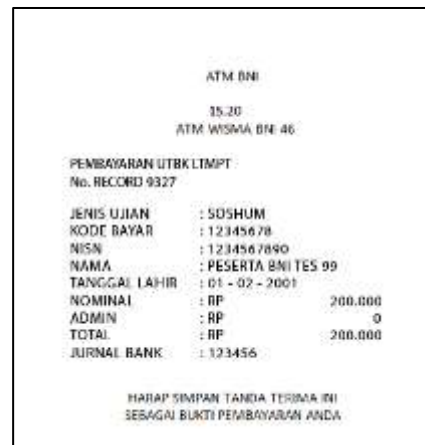 ATM BNI
15.20
ATM WISMA BNI 46
PEMBAYARAN UTBK LTMPT
No. RECORD 9327
JENIS UJIAN : SOSHUM
KODE BAYAR : 12345678
NISN : 1234567890
NAMA : PESERTA BNI TES 99
TANGGAL LAHIR : 01 - 02 - 2001
NOMINAL : RP 200.000
ADMIN : RP 0
TOTAL : RP 200.000
JURNAL BANK : 123456
HARAP SIMPAN TANDA TERIMA INI
SEBAGAI BUKTI PEMBAYARAN ANDA